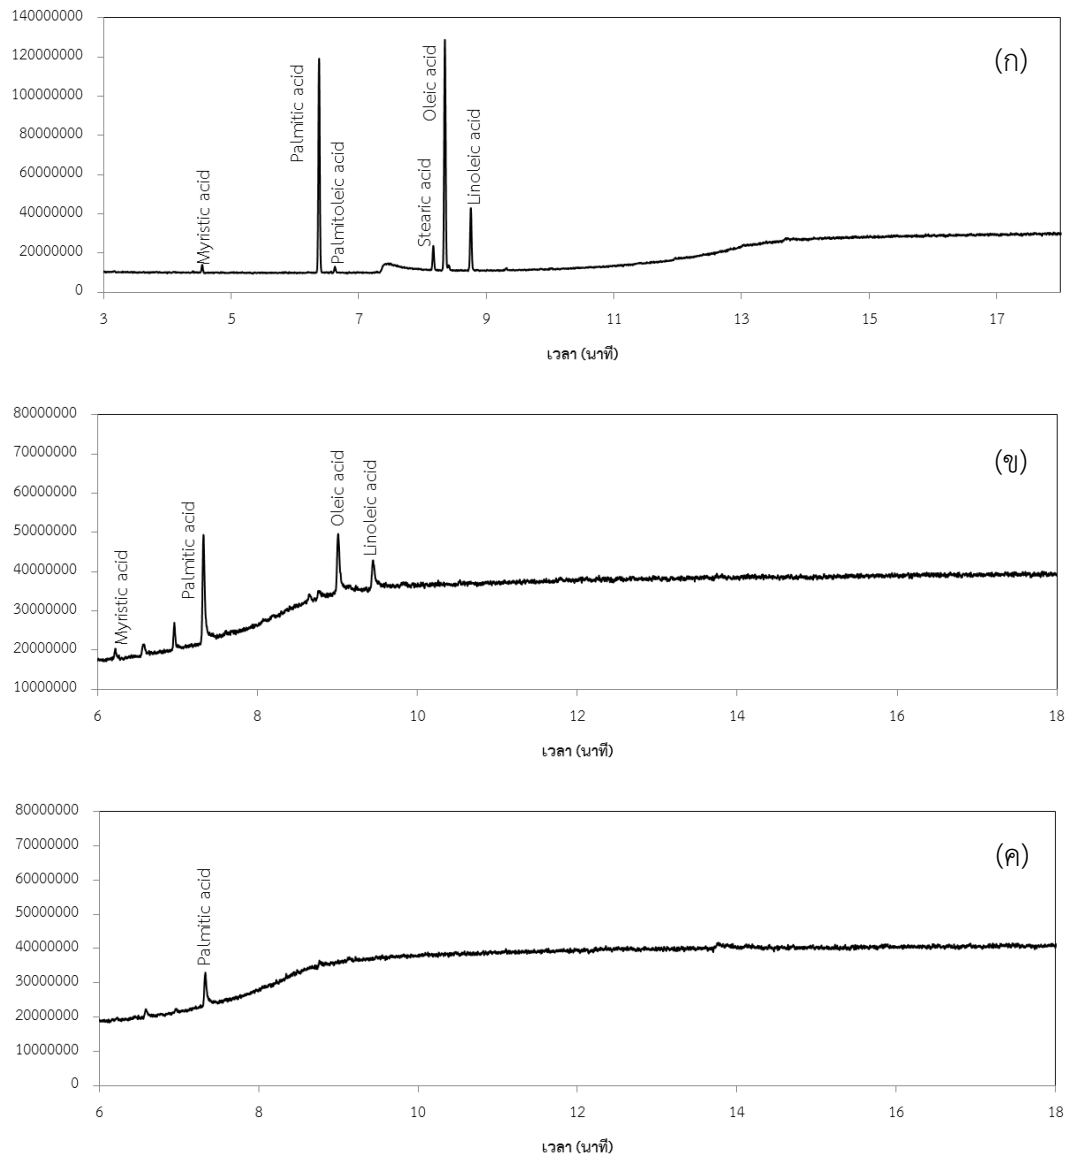 140000000
120000000
100000000
80000000
60000000
40000000
20000000
0
Myristic acid
Palmitic acid
Palmitoleic acid
Stearic acid
Oleic acid
Linoleic acid
(ก)
3 5 7 9 11 13 15 17
เวลา (นาที)
80000000
70000000
60000000
50000000
40000000
30000000
20000000
10000000
Myristic acid
Palmitic acid
Oleic acid
Linoleic acid
(ข)
6 8 10 12 14 16 18
เวลา (นาที)
80000000
70000000
60000000
50000000
40000000
30000000
20000000
10000000
0
Palmitic acid
(ค)
6 8 10 12 14 16 18
เวลา (นาที)